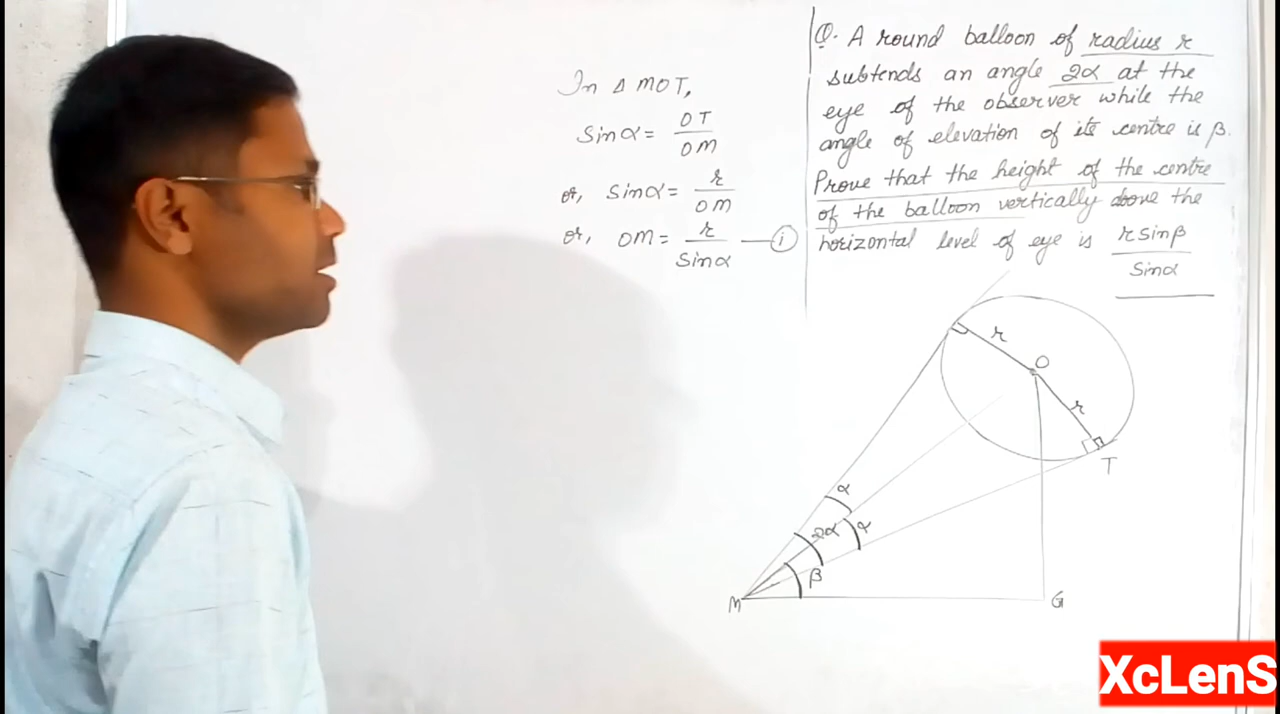 Q. A round balloon of radius r
subtends an angle 2α at the
eye of the observer while the
angle of elevation of its centre is β.
Prove that the height of the centre
of the balloon vertically above the
horizontal level of eye is r sinβ
sinα
In Δ MOT,
Sinα = OT
OM
or, Sinα = r
OM
or, OM = r —(i)
Sinα
r
O
r
T
α
2α
α
β
M
G
XcLenS